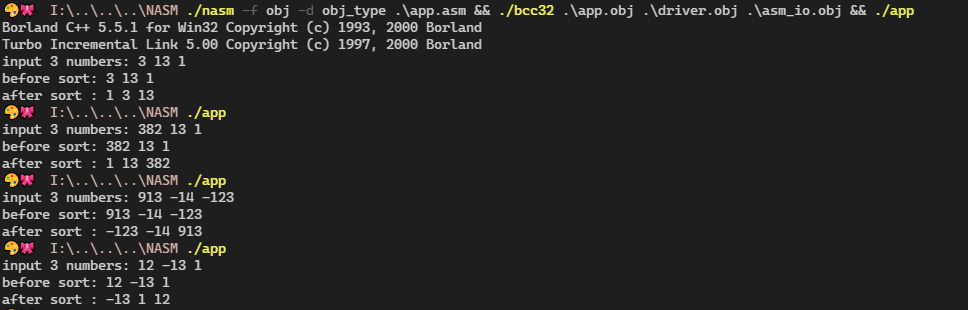 I:\..\..\..\NASM ./nasm -f obj -d obj_type .\app.asm && ./bcc32 .\app.obj .\driver.obj .\asm_io.obj && ./app
Borland C++ 5.5.1 for Win32 Copyright (c) 1993, 2000 Borland
Turbo Incremental Link 5.00 Copyright (c) 1997, 2000 Borland
input 3 numbers: 3 13 1
before sort: 3 13 1
after sort : 1 3 13
I:\..\..\..\NASM ./app
input 3 numbers: 382 13 1
before sort: 382 13 1
after sort : 1 13 382
I:\..\..\..\NASM ./app
input 3 numbers: 913 -14 -123
before sort: 913 -14 -123
after sort : -123 -14 913
I:\..\..\..\NASM ./app
input 3 numbers: 12 -13 1
before sort: 12 -13 1
after sort : -13 1 12